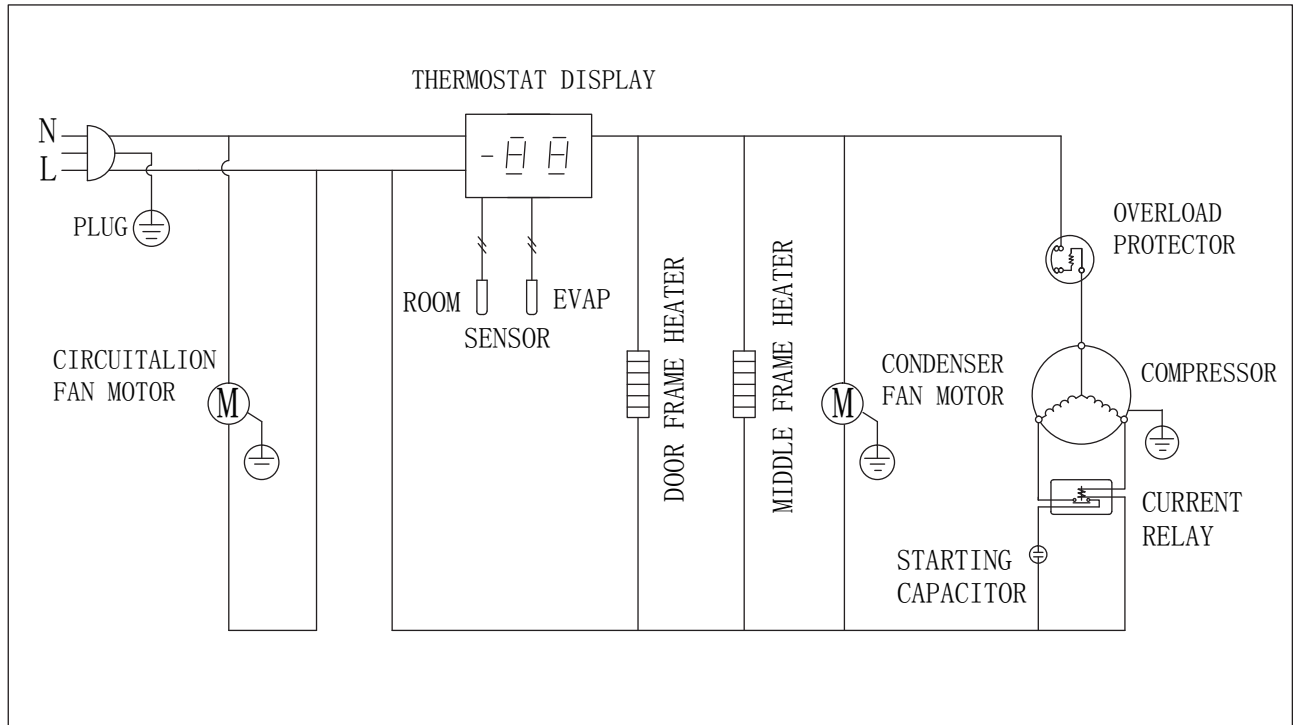 THERMOSTAT DISPLAY
N
L
PLUG
ROOM
EVAP
SENSOR
CIRCUITALION
FAN MOTOR
M
DOOR FRAME HEATER
MIDDLE FRAME HEATER
CONDENSER
FAN MOTOR
M
OVERLOAD
PROTECTOR
COMPRESSOR
CURRENT
RELAY
STARTING
CAPACITOR